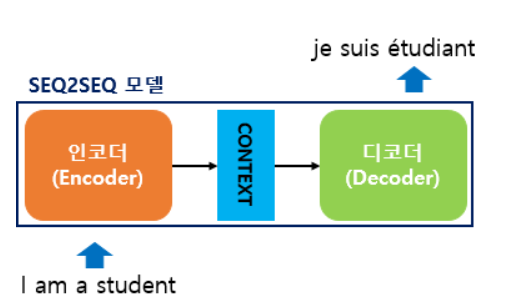 je suis étudiant
SEQ2SEQ 모델
인코더
(Encoder)
CONTEXT
디코더
(Decoder)
I am a student